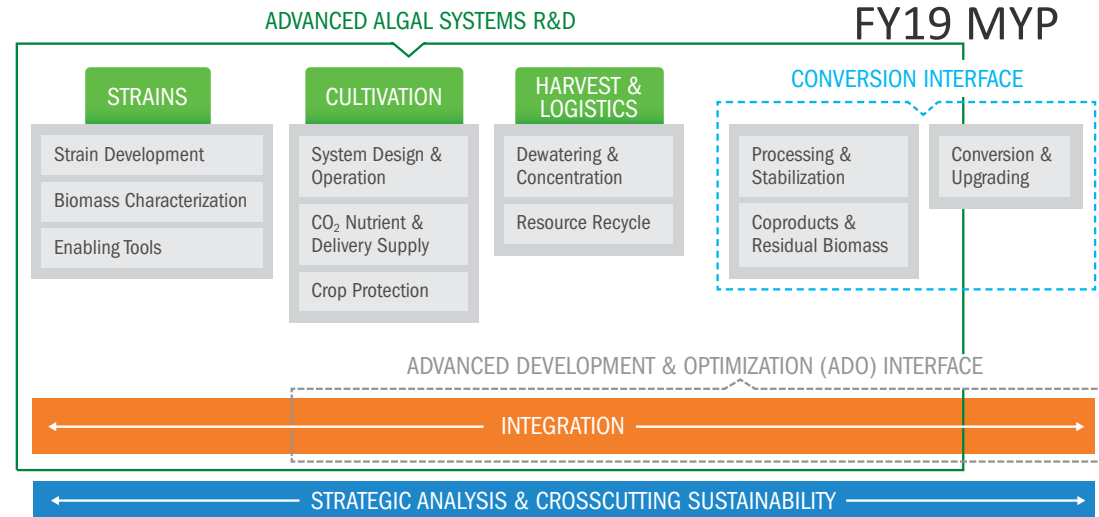 ADVANCED ALGAL SYSTEMS R&D
FY19 MYP
CONVERSION INTERFACE
STRAINS
Strain Development
Biomass Characterization
Enabling Tools
CULTIVATION
System Design &
Operation
CO₂ Nutrient &
Delivery Supply
Crop Protection
HARVEST &
LOGISTICS
Dewatering &
Concentration
Resource Recycle
Processing &
Stabilization
Coproducts &
Residual Biomass
Conversion &
Upgrading
ADVANCED DEVELOPMENT & OPTIMIZATION (ADO) INTERFACE
INTEGRATION
STRATEGIC ANALYSIS & CROSSCUTTING SUSTAINABILITY